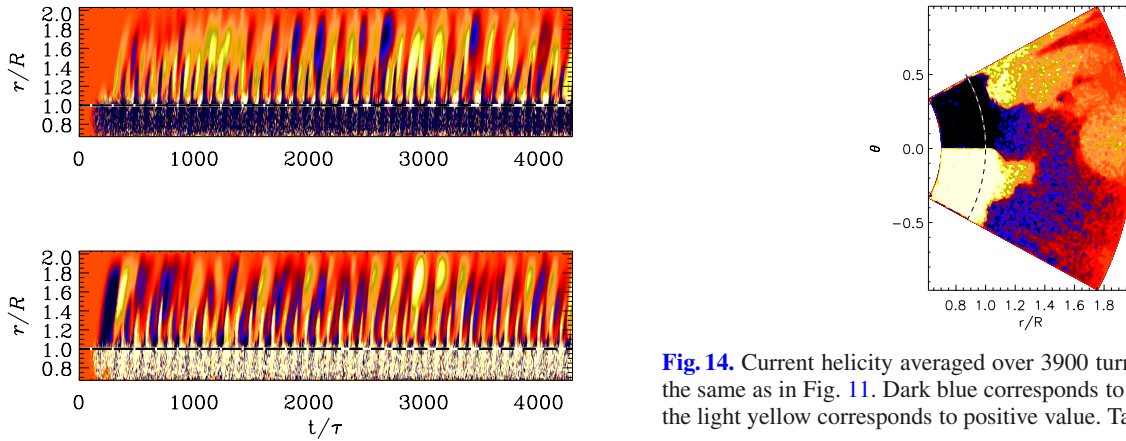 2.0
1.8
1.6
1.4
1.2
1.0
0.8
r/R
0 1000 2000 3000 4000
2.0
1.8
1.6
1.4
1.2
1.0
0.8
r/R
0 1000 2000 3000 4000
t/τ
0.5
0.0
−0.5
θ
0.8 1.0 1.2 1.4 1.6 1.8
r/R
Fig. 14. Current helicity averaged over 3900 turn
the same as in Fig. 11. Dark blue corresponds to
the light yellow corresponds to positive value. Ta